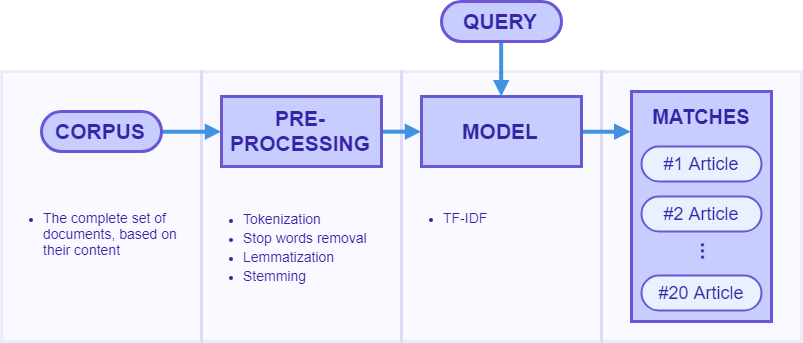 QUERY
CORPUS
PRE-
PROCESSING
MODEL
MATCHES
#1 Article
#2 Article
#20 Article
The complete set of
documents, based on
their content
Tokenization
Stop words removal
Lemmatization
Stemming
TF-IDF